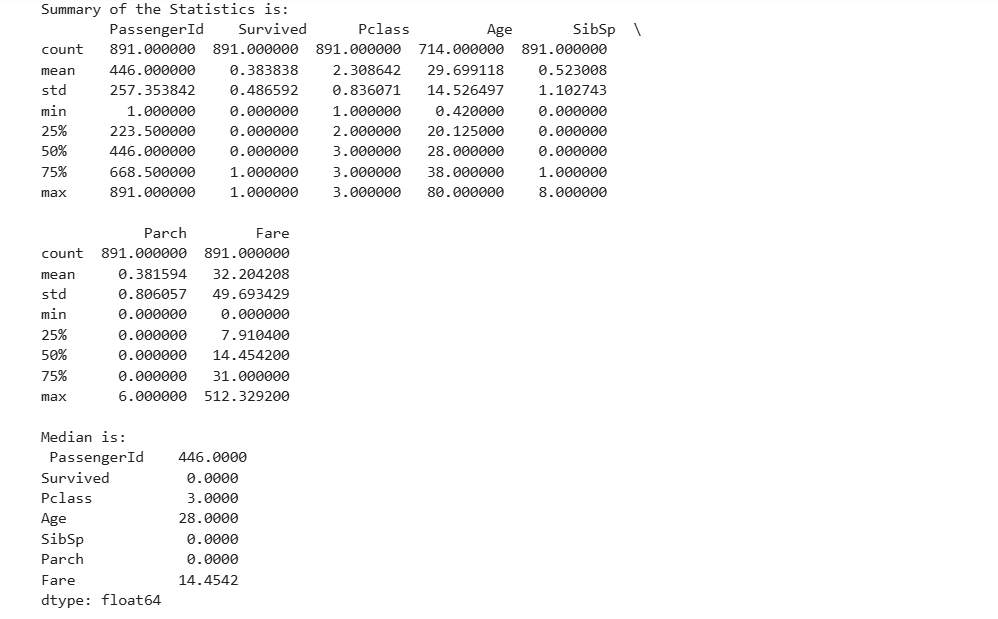 Summary of the Statistics is:
        PassengerId    Survived      Pclass         Age       SibSp  \
count   891.000000  891.000000  891.000000  714.000000  891.000000
mean    446.000000    0.383838    2.308642   29.699118    0.523008
std     257.353842    0.486592    0.836071   14.526497    1.102743
min       1.000000    0.000000    1.000000    0.420000    0.000000
25%     223.500000    0.000000    2.000000   20.125000    0.000000
50%     446.000000    0.000000    3.000000   28.000000    0.000000
75%     668.500000    1.000000    3.000000   38.000000    1.000000
max     891.000000    1.000000    3.000000   80.000000    8.000000
            Parch        Fare
count  891.000000  891.000000
mean     0.381594   32.204208
std      0.806057   49.693429
min      0.000000    0.000000
25%      0.000000    7.910400
50%      0.000000   14.454200
75%      0.000000   31.000000
max      6.000000  512.329200
Median is:
 PassengerId    446.0000
Survived         0.0000
Pclass           3.0000
Age             28.0000
SibSp            0.0000
Parch            0.0000
Fare            14.4542
dtype: float64